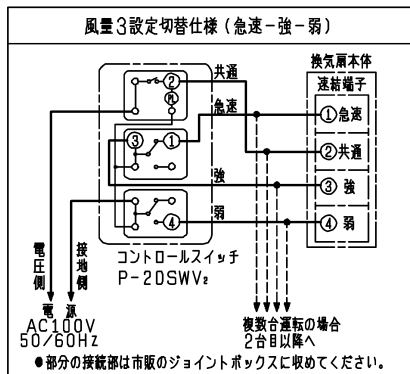 風量3設定切替仕様(急速-強-弱)
換気扇本体
共通
速結端子
②
PL
急速
①急速
③
①
②共通
強
③強
弱
④弱
④
電圧側
接地側
コントロールスイッチ
P-20SWV₂
電源
AC100V
50/60Hz
複数台運転の場合
2台目以降へ
●部分の接続部は市販のジョイントボックスに収めてください。